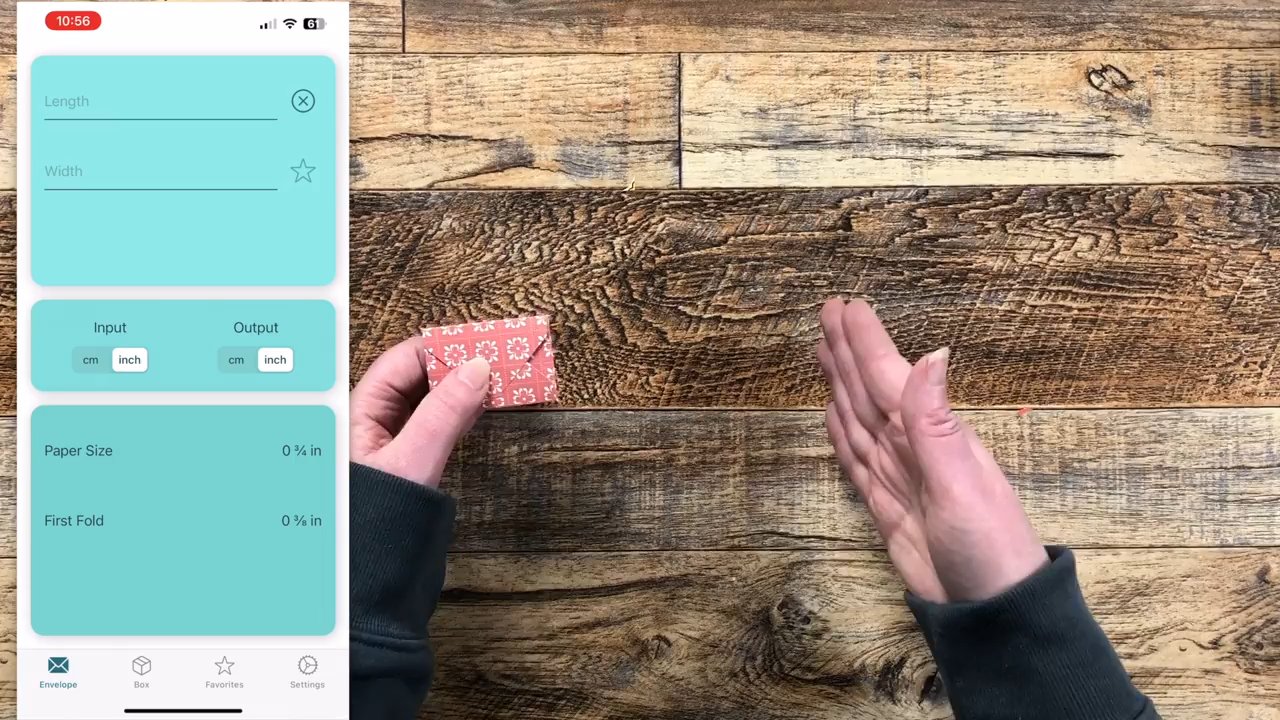 10:56
61
Length
Width
Input
Output
cm inch
cm inch
Paper Size
0 ¾ in
First Fold
0 ⅜ in
Envelope
Box
Favorites
Settings